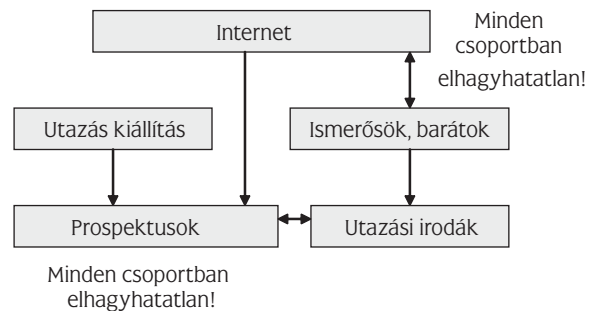 Internet
Minden
csoportban
elhagyhatatlan!
Utazás kiállítás
Ismerősök, barátok
Prospektusok
Utazási irodák
Minden csoportban
elhagyhatatlan!